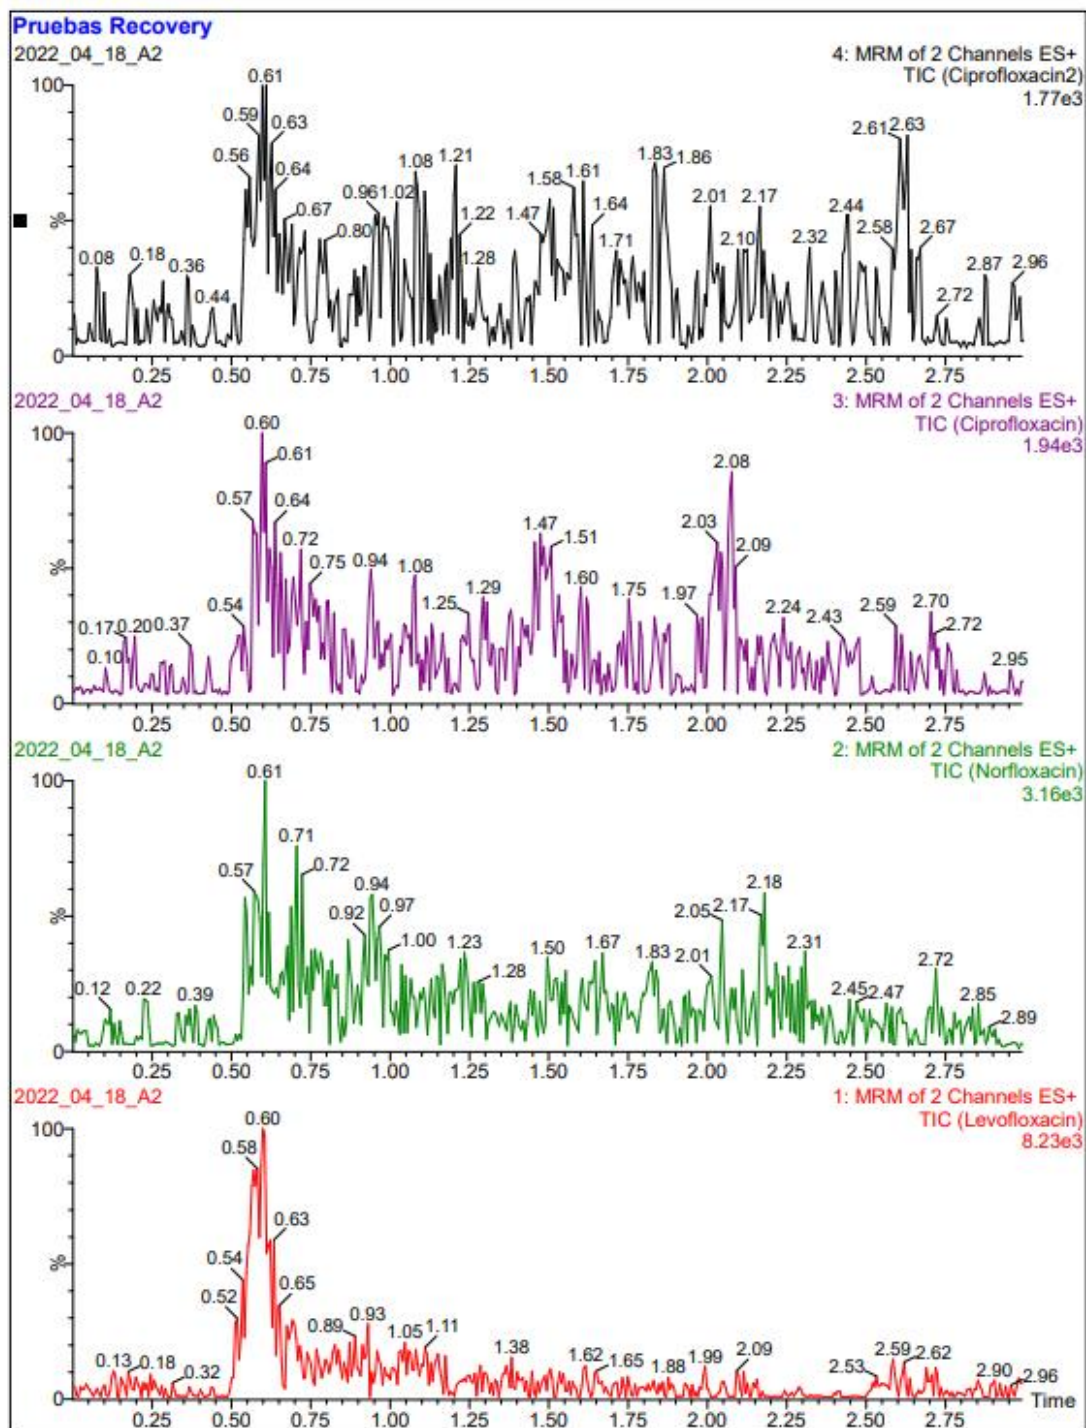 Pruebas Recovery
2022_04_18_A2
4: MRM of 2 Channels ES+
TIC (Ciprofloxacin2)
1.77e3
100
%
0
0.08 0.18 0.36 0.44 0.56 0.59 0.61 0.63 0.64 0.67 0.80 0.96 1.02 1.08 1.21 1.22 1.28 1.47 1.58 1.61 1.64 1.71 1.83 1.86 2.01 2.10 2.17 2.32 2.44 2.58 2.61 2.63 2.67 2.72 2.87 2.96
0.25 0.50 0.75 1.00 1.25 1.50 1.75 2.00 2.25 2.50 2.75
2022_04_18_A2
3: MRM of 2 Channels ES+
TIC (Ciprofloxacin)
1.94e3
100
%
0
0.10 0.17 0.20 0.37 0.54 0.57 0.60 0.61 0.64 0.72 0.75 0.94 1.08 1.25 1.29 1.47 1.51 1.60 1.75 1.97 2.03 2.08 2.09 2.24 2.43 2.59 2.70 2.72 2.95
0.25 0.50 0.75 1.00 1.25 1.50 1.75 2.00 2.25 2.50 2.75
2022_04_18_A2
2: MRM of 2 Channels ES+
TIC (Norfloxacin)
3.16e3
100
%
0
0.12 0.22 0.39 0.57 0.61 0.71 0.72 0.92 0.94 0.97 1.00 1.23 1.28 1.50 1.67 1.83 2.01 2.05 2.17 2.18 2.31 2.45 2.47 2.72 2.85 2.89
0.25 0.50 0.75 1.00 1.25 1.50 1.75 2.00 2.25 2.50 2.75
2022_04_18_A2
1: MRM of 2 Channels ES+
TIC (Levofloxacin)
8.23e3
100
%
0
0.13 0.18 0.32 0.52 0.54 0.58 0.60 0.63 0.65 0.89 0.93 1.05 1.11 1.38 1.62 1.65 1.88 1.99 2.09 2.53 2.59 2.62 2.90 2.96
Time
0.25 0.50 0.75 1.00 1.25 1.50 1.75 2.00 2.25 2.50 2.75